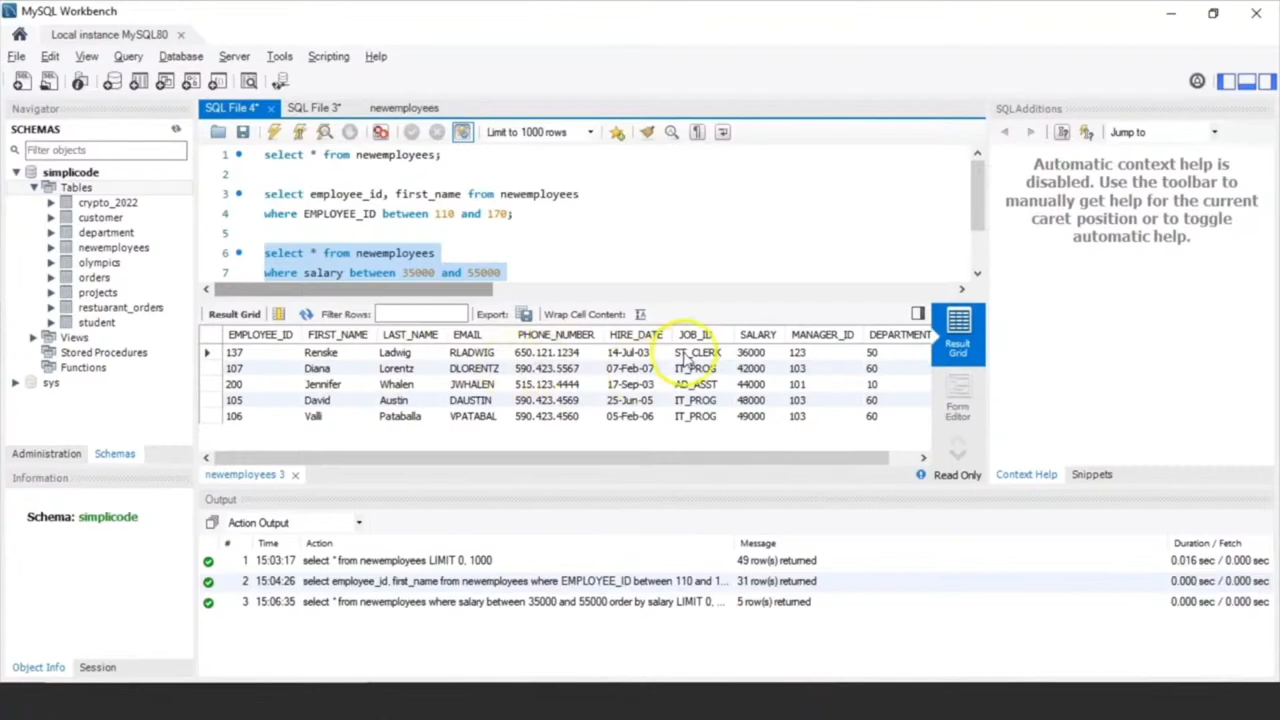 MySQL Workbench
Local instance MySQL80
File Edit View Query Database Server Tools Scripting Help
Navigator
SCHEMAS
Filter objects
simplicode
Tables
crypto_2022
customer
department
newemployees
olympics
orders
projects
restuarant_orders
student
Views
Stored Procedures
Functions
sys
Administration Schemas
Information
Schema: simplicode
Object Info Session
SQL File 4* SQL File 3* newemployees
Limit to 1000 rows
1 select * from newemployees;
2
3 select employee_id, first_name from newemployees
4 where EMPLOYEE_ID between 110 and 170;
5
6 select * from newemployees
7 where salary between 35000 and 55000
Result Grid Filter Rows: Export: Wrap Cell Content:
EMPLOYEE_ID FIRST_NAME LAST_NAME EMAIL PHONE_NUMBER HIRE_DATE JOB_ID SALARY MANAGER_ID DEPARTMENT
137 Renske Ladwig RLADWIG 650.121.1234 14-Jul-03 ST_CLERK 36000 123 50
107 Diana Lorentz DLORENTZ 590.423.5567 07-Feb-07 IT_PROG 42000 103 60
200 Jennifer Whalen JWHALEN 515.123.4444 17-Sep-03 AD_ASST 44000 101 10
105 David Austin DAUSTIN 590.423.4569 25-Jun-05 IT_PROG 48000 103 60
106 Valli Pataballa VPATABAL 590.423.4560 05-Feb-06 IT_PROG 49000 103 60
Result Grid
Form Editor
newemployees 3
Read Only
SQLAdditions
Jump to
Automatic context help is
disabled. Use the toolbar to
manually get help for the current
caret position or to toggle
automatic help.
Context Help Snippets
Output
Action Output
# Time Action Message Duration / Fetch
1 15:03:17 select * from newemployees LIMIT 0, 1000 49 row(s) returned 0.016 sec / 0.000 sec
2 15:04:26 select employee_id, first_name from newemployees where EMPLOYEE_ID between 110 and 1... 31 row(s) returned 0.000 sec / 0.000 sec
3 15:06:35 select * from newemployees where salary between 35000 and 55000 order by salary LIMIT 0, ... 5 row(s) returned 0.000 sec / 0.000 sec